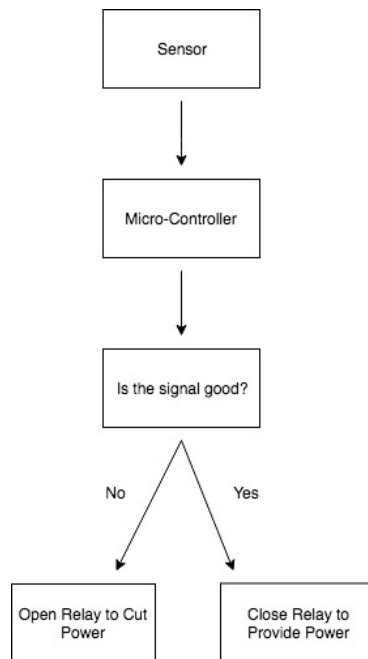 Sensor
Micro-Controller
Is the signal good?
No
Yes
Open Relay to Cut
Power
Close Relay to
Provide Power